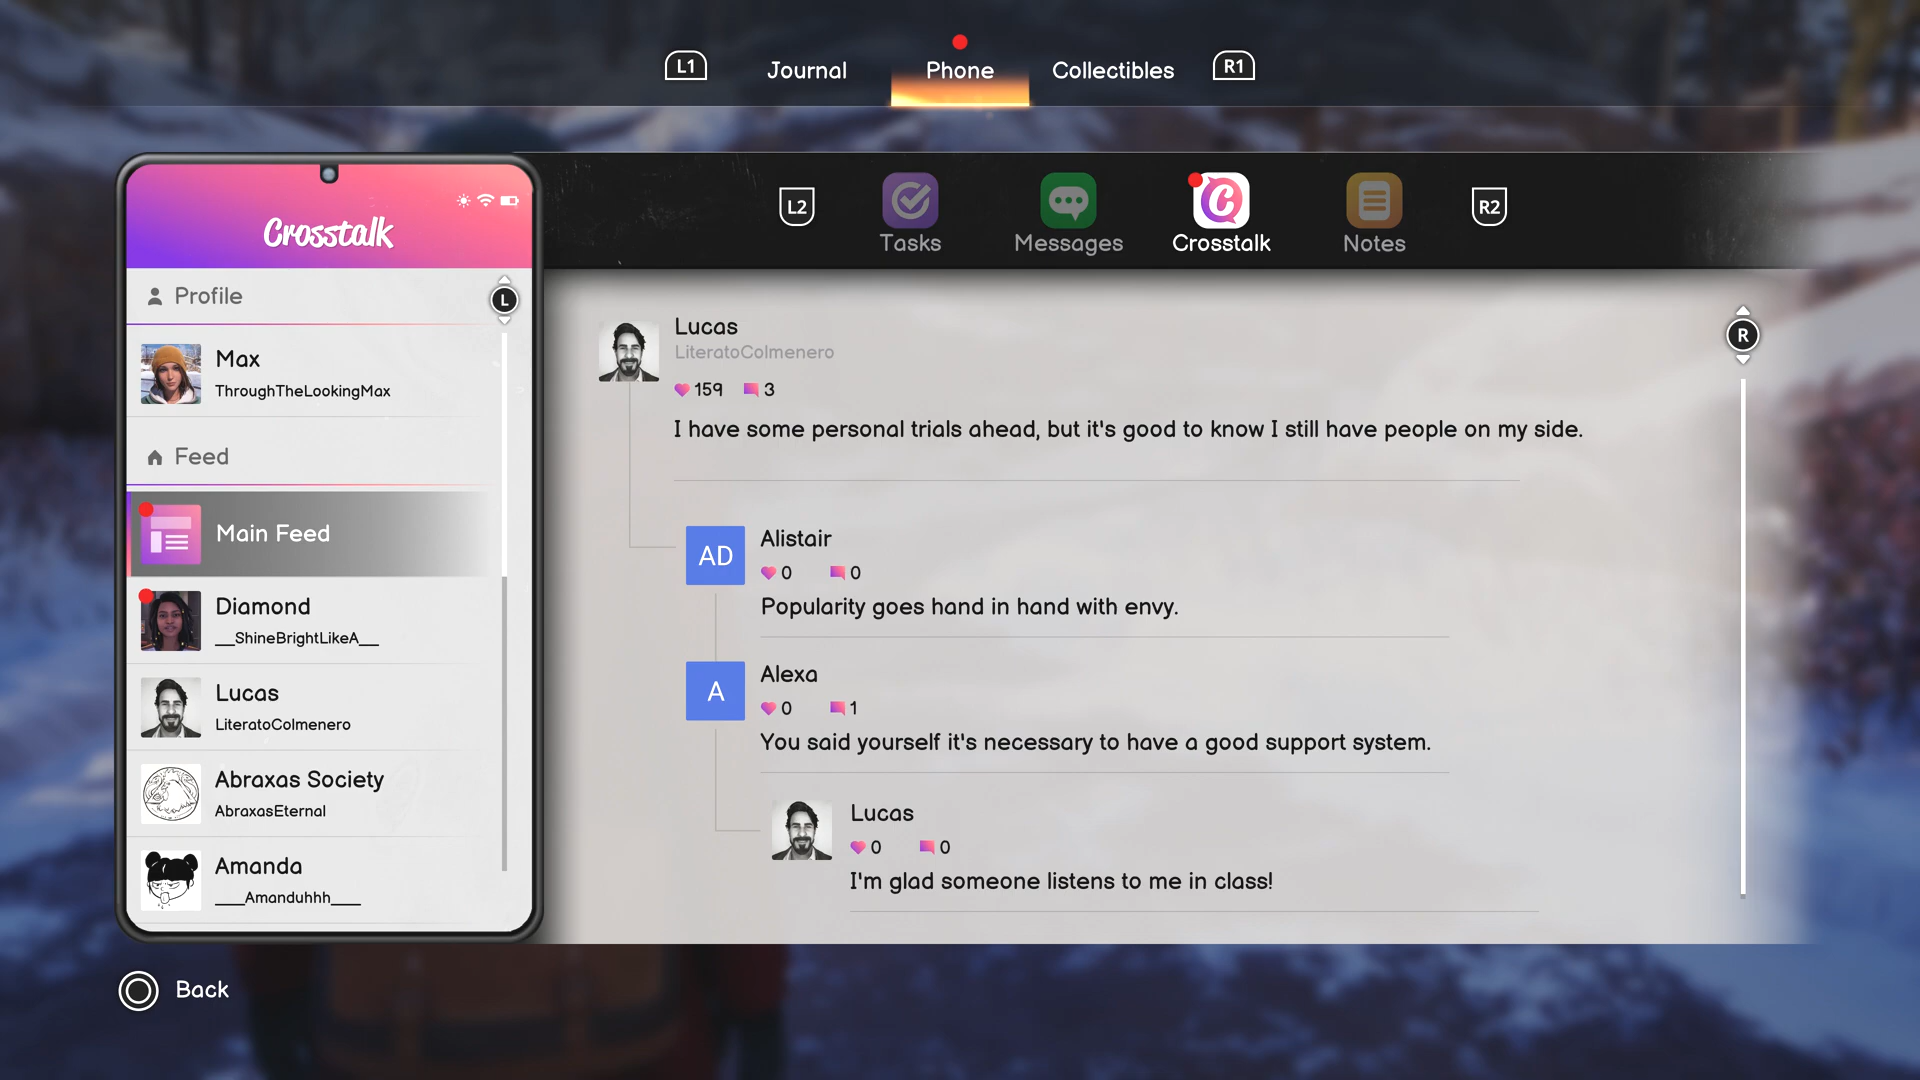 L1
Journal
Phone
Collectibles
R1
Crosstalk
L2
Tasks
Messages
Crosstalk
Notes
R2
Profile
L
Max
ThroughTheLookingMax
Feed
Main Feed
Diamond
__ShineBrightLikeA__
Lucas
LiteratoColmenero
Abraxas Society
AbraxasEternal
Amanda
___Amanduhhh___
R
Lucas
LiteratoColmenero
159 3
I have some personal trials ahead, but it's good to know I still have people on my side.
AD
Alistair
0 0
Popularity goes hand in hand with envy.
A
Alexa
0 1
You said yourself it's necessary to have a good support system.
Lucas
0 0
I'm glad someone listens to me in class!
Back